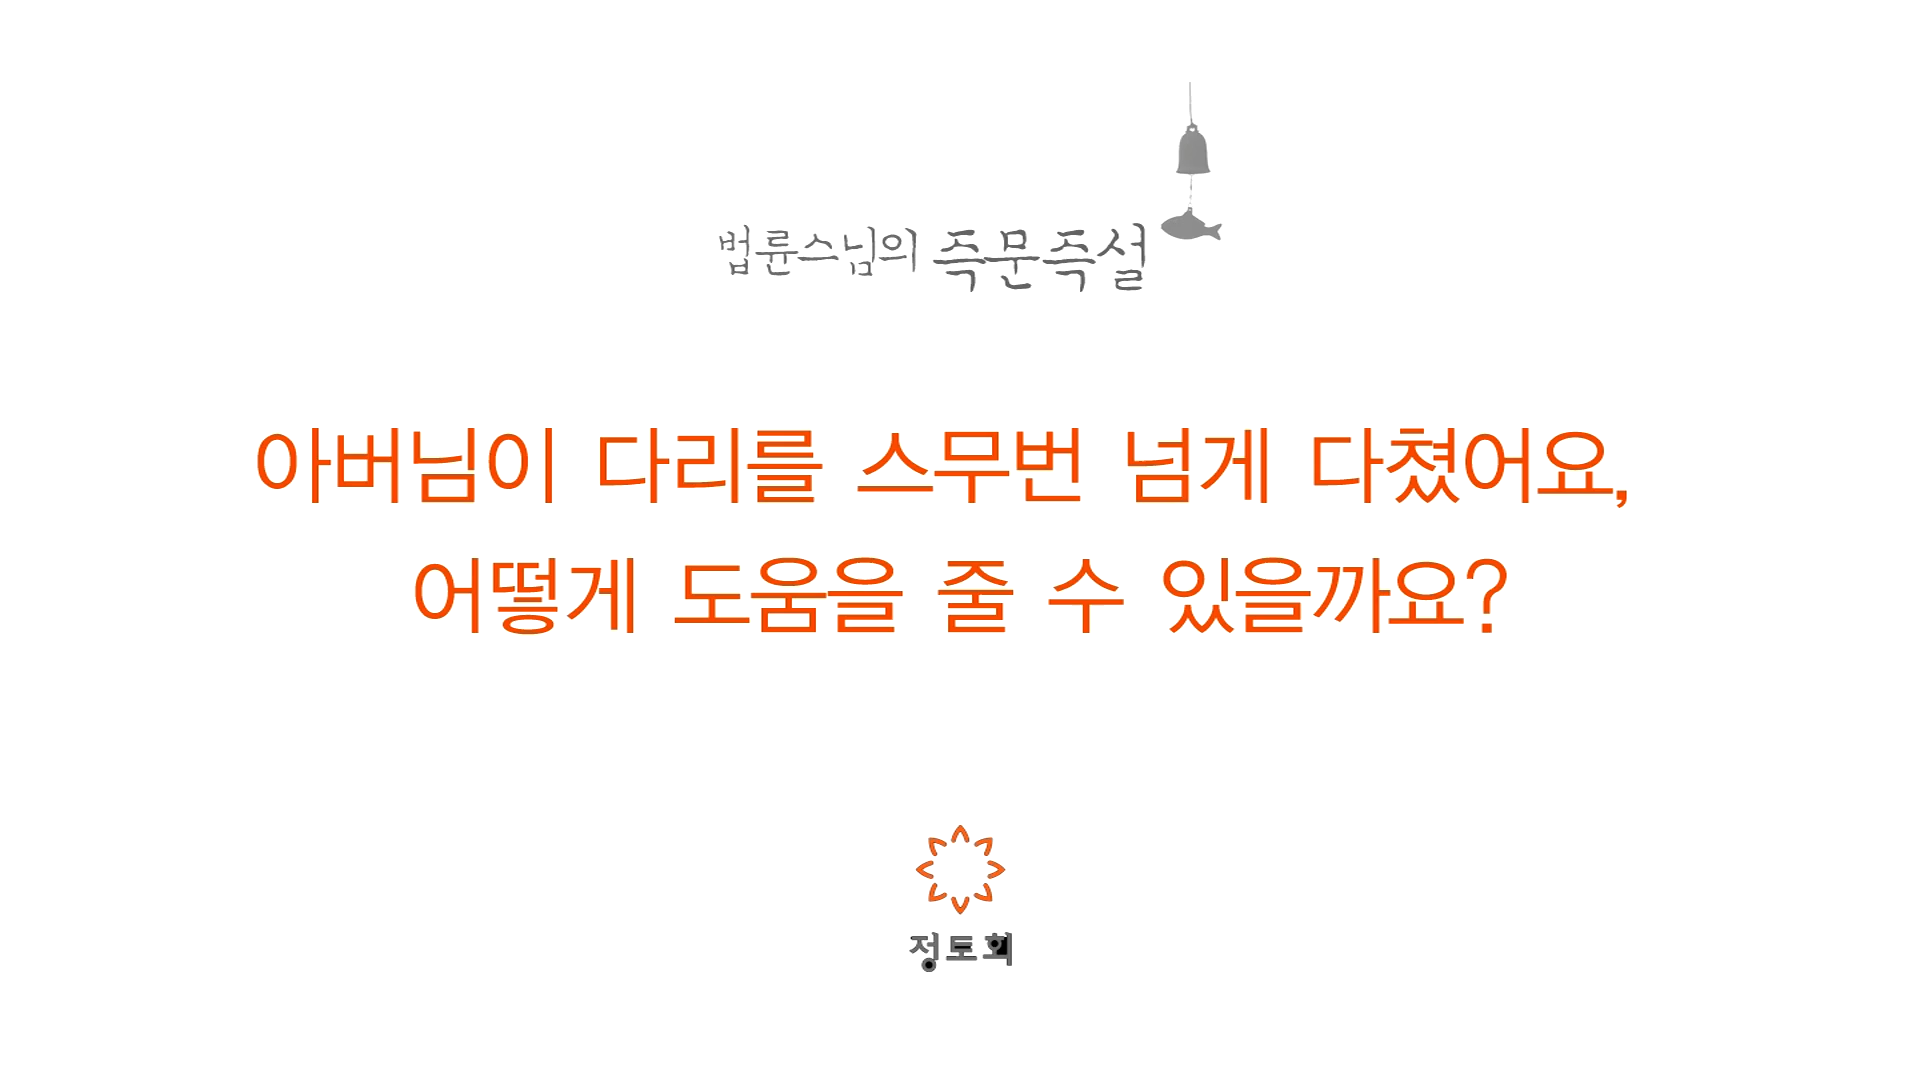 법륜스님의 즉문즉설
아버님이 다리를 스무번 넘게 다쳤어요,
어떻게 도움을 줄 수 있을까요?
정토회